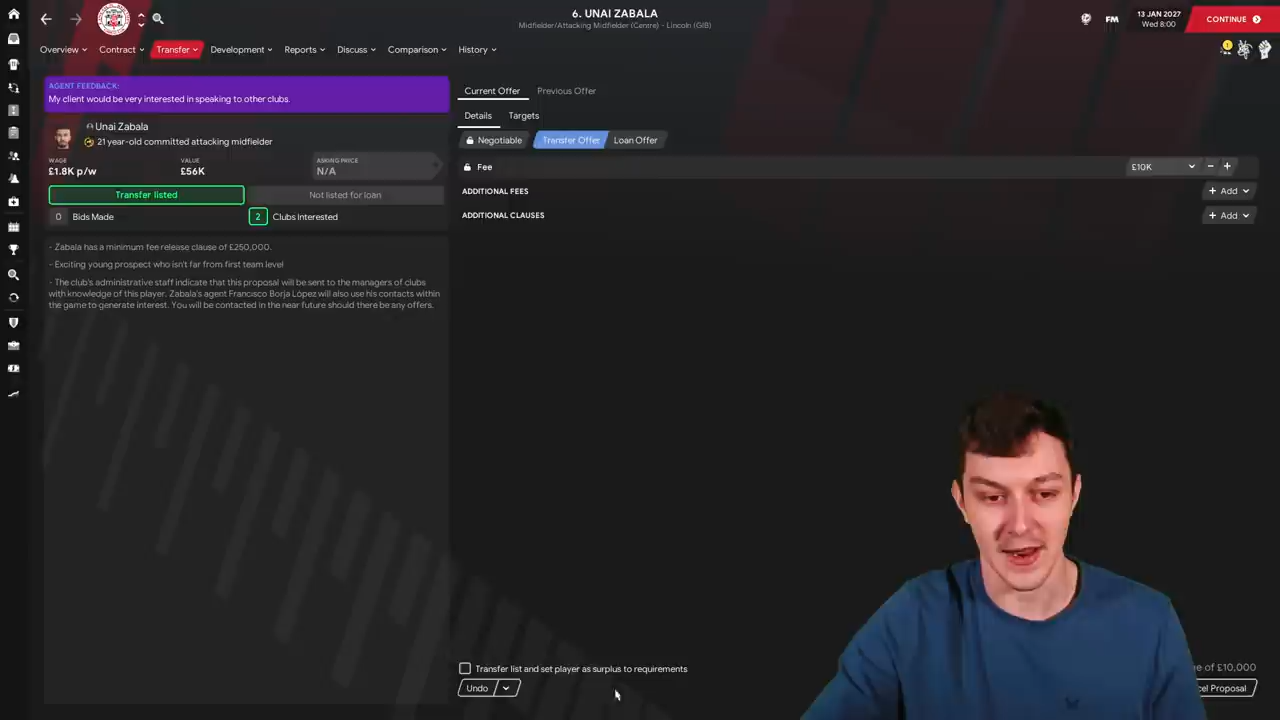 6. UNAI ZABALA
Midfielder/Attacking Midfielder (Centre) - Lincoln (GIB)
FM
13 JAN 2027
Wed 8:00
CONTINUE
Overview
Contract
Transfer
Development
Reports
Discuss
Comparison
History
1
AGENT FEEDBACK:
My client would be very interested in speaking to other clubs.
Unai Zabala
21 year-old committed attacking midfielder
WAGE
£1.8K p/w
VALUE
£56K
ASKING PRICE
N/A
Transfer listed
Not listed for loan
0 Bids Made
2 Clubs Interested
- Zabala has a minimum fee release clause of £250,000.
- Exciting young prospect who isn't far from first team level
- The club's administrative staff indicate that this proposal will be sent to the managers of clubs
with knowledge of this player. Zabala's agent Francisco Borja López will also use his contacts within
the game to generate interest. You will be contacted in the near future should there be any offers.
Current Offer
Previous Offer
Details
Targets
Negotiable
Transfer Offer
Loan Offer
Fee
£10K
ADDITIONAL FEES
Add
ADDITIONAL CLAUSES
Add
Transfer list and set player as surplus to requirements
Undo
of £10,000
Proposal